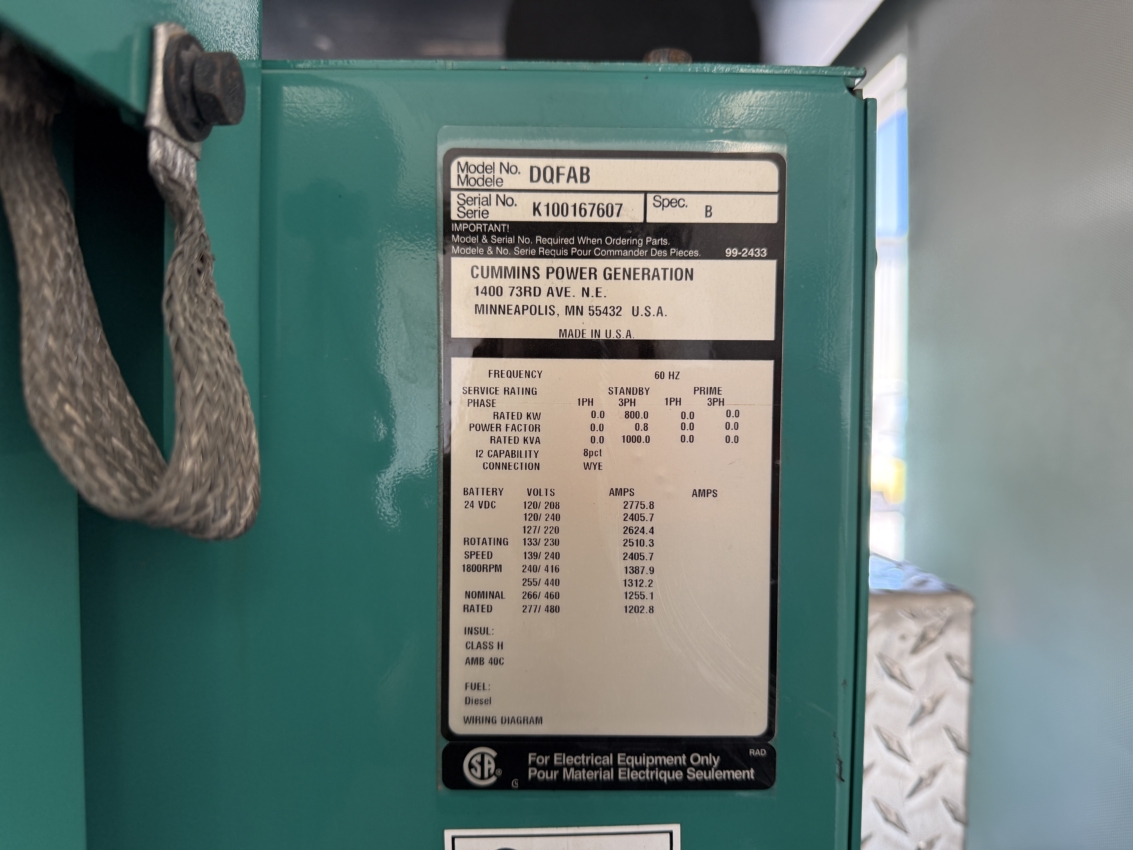 Model No. DQFAB
Modele
Serial No. K100167607 Spec. B
Serie
IMPORTANT!
Model & Serial No. Required When Ordering Parts.
Modele & No. Serie Requis Pour Commander Des Pieces. 99-2433
CUMMINS POWER GENERATION
1400 73RD AVE. N.E.
MINNEAPOLIS, MN 55432 U.S.A.
MADE IN U.S.A.
FREQUENCY 60 HZ
SERVICE RATING STANDBY PRIME
PHASE 1PH 3PH 1PH 3PH
RATED KW 0.0 800.0 0.0 0.0
POWER FACTOR 0.0 0.8 0.0 0.0
RATED KVA 0.0 1000.0 0.0 0.0
I2 CAPABILITY 8pct
CONNECTION WYE
BATTERY VOLTS AMPS AMPS
24 VDC 120/ 208 2775.8
120/ 240 2405.7
127/ 220 2624.4
ROTATING 133/ 230 2510.3
SPEED 139/ 240 2405.7
1800RPM 240/ 416 1387.9
255/ 440 1312.2
NOMINAL 266/ 460 1255.1
RATED 277/ 480 1202.8
INSUL:
CLASS H
AMB 40C
FUEL:
Diesel
WIRING DIAGRAM
SA® For Electrical Equipment Only RAD
Pour Material Electrique Seulement